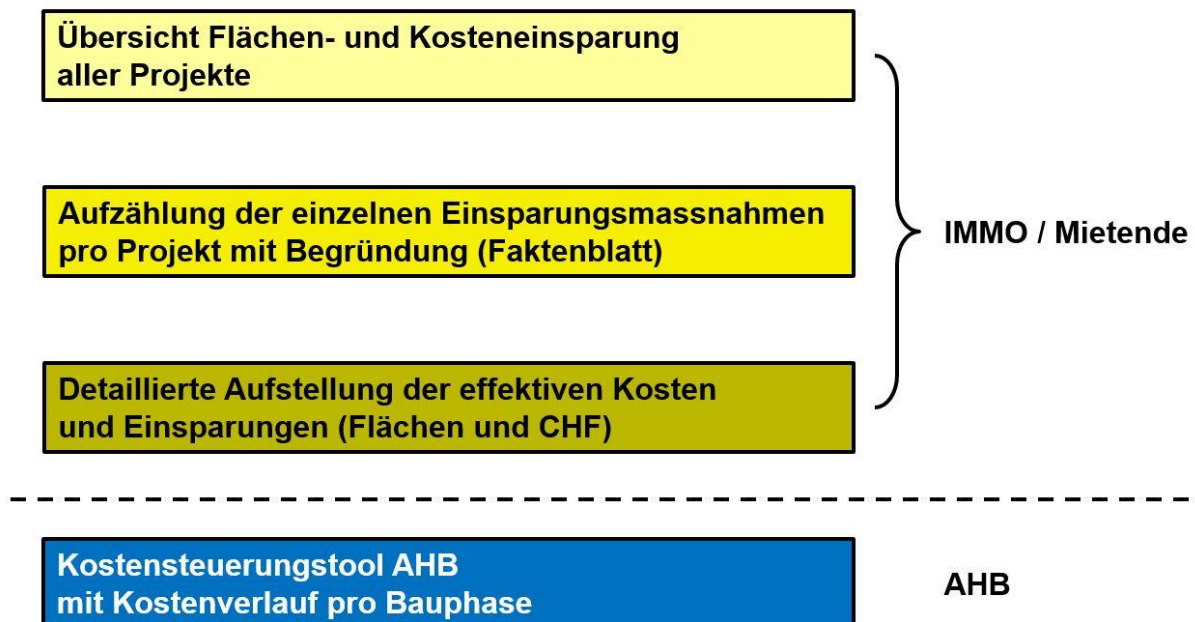 Übersicht Flächen- und Kosteneinsparung
aller Projekte
Aufzählung der einzelnen Einsparungsmassnahmen
pro Projekt mit Begründung (Faktenblatt)
IMMO / Mietende
Detaillierte Aufstellung der effektiven Kosten
und Einsparungen (Flächen und CHF)
Kostensteuerungstool AHB
mit Kostenverlauf pro Bauphase
AHB